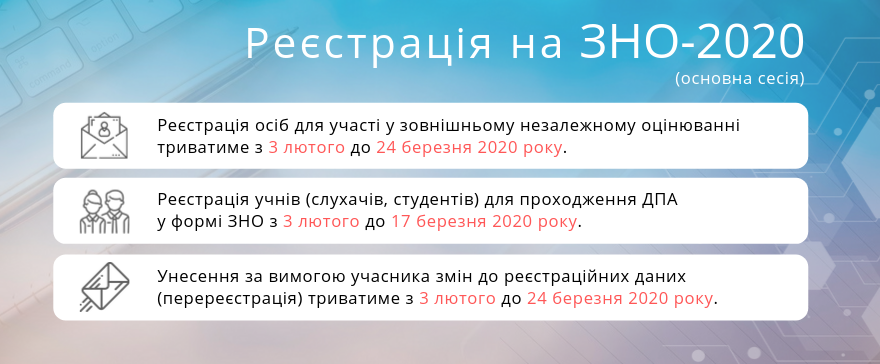 Реєстрація на ЗНО-2020
(основна сесія)
Реєстрація осіб для участі у зовнішньому незалежному оцінюванні
триватиме з 3 лютого до 24 березня 2020 року.
Реєстрація учнів (слухачів, студентів) для проходження ДПА
у формі ЗНО з 3 лютого до 17 березня 2020 року.
Унесення за вимогою учасника змін до реєстраційних даних
(перереєстрація) триватиме з 3 лютого до 24 березня 2020 року.